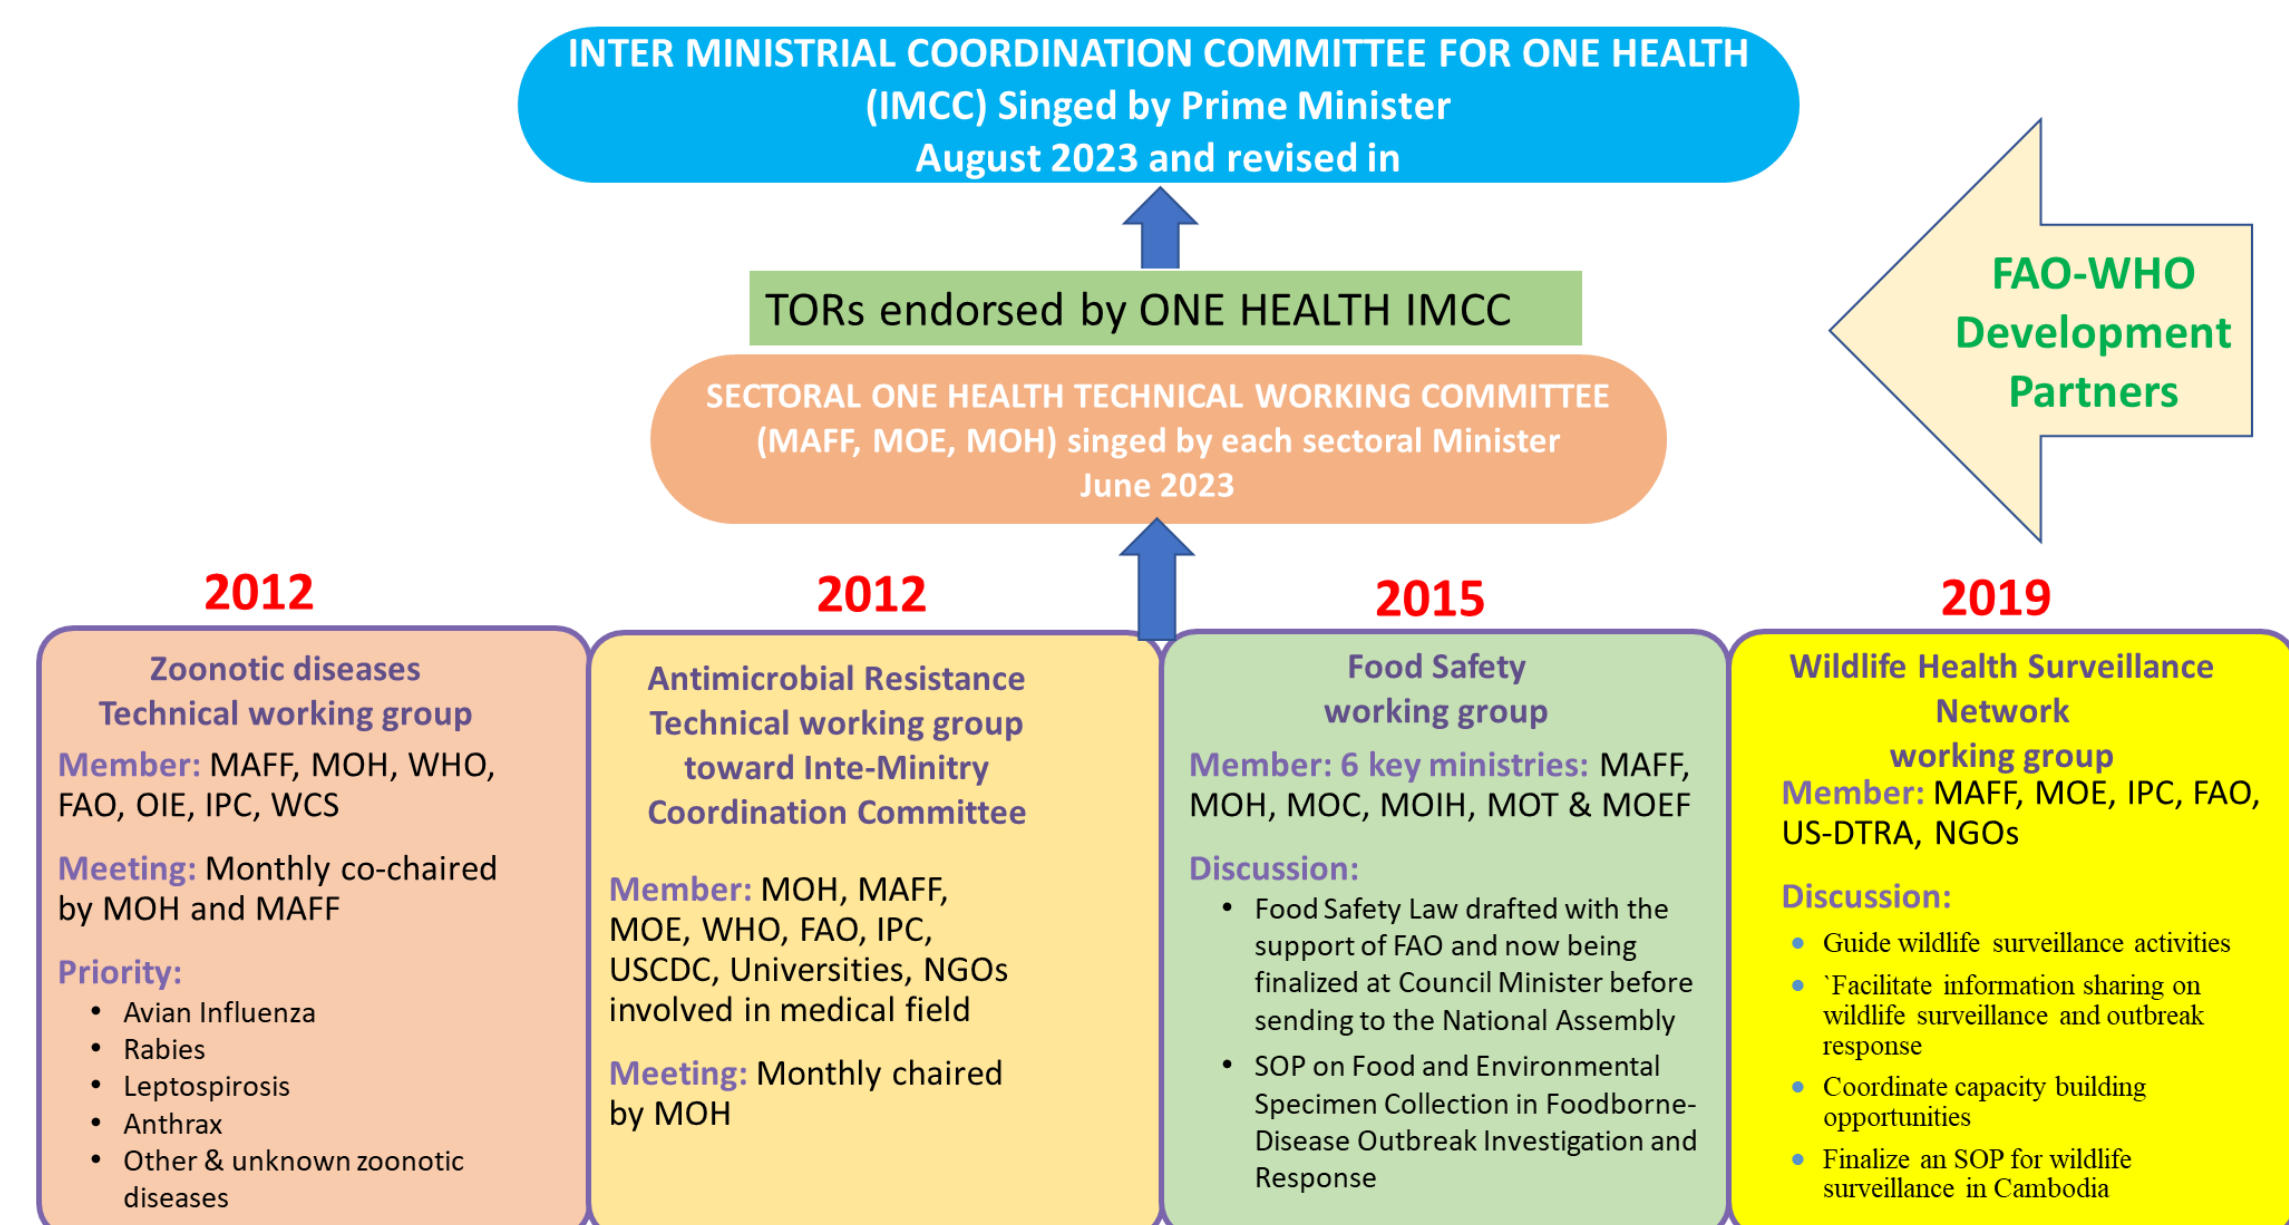 INTER MINISTRIAL COORDINATION COMMITTEE FOR ONE HEALTH
(IMCC) Singed by Prime Minister
August 2023 and revised in
TORs endorsed by ONE HEALTH IMCC
SECTORAL ONE HEALTH TECHNICAL WORKING COMMITTEE
(MAFF, MOE, MOH) singed by each sectoral Minister
June 2023
FAO-WHO
Development
Partners
2012
Zoonotic diseases
Technical working group
Member: MAFF, MOH, WHO,
FAO, OIE, IPC, WCS
Meeting: Monthly co-chaired
by MOH and MAFF
Priority:
• Avian Influenza
• Rabies
• Leptospirosis
• Anthrax
• Other & unknown zoonotic
diseases
2012
Antimicrobial Resistance
Technical working group
toward Inte-Minitry
Coordination Committee
Member: MOH, MAFF,
MOE, WHO, FAO, IPC,
USCDC, Universities, NGOs
involved in medical field
Meeting: Monthly chaired
by MOH
2015
Food Safety
working group
Member: 6 key ministries: MAFF,
MOH, MOC, MOIH, MOT & MOEF
Discussion:
• Food Safety Law drafted with the
support of FAO and now being
finalized at Council Minister before
sending to the National Assembly
• SOP on Food and Environmental
Specimen Collection in Foodborne-
Disease Outbreak Investigation and
Response
2019
Wildlife Health Surveillance
Network
working group
Member: MAFF, MOE, IPC, FAO,
US-DTRA, NGOs
Discussion:
• Guide wildlife surveillance activities
• `Facilitate information sharing on
wildlife surveillance and outbreak
response
• Coordinate capacity building
opportunities
• Finalize an SOP for wildlife
surveillance in Cambodia